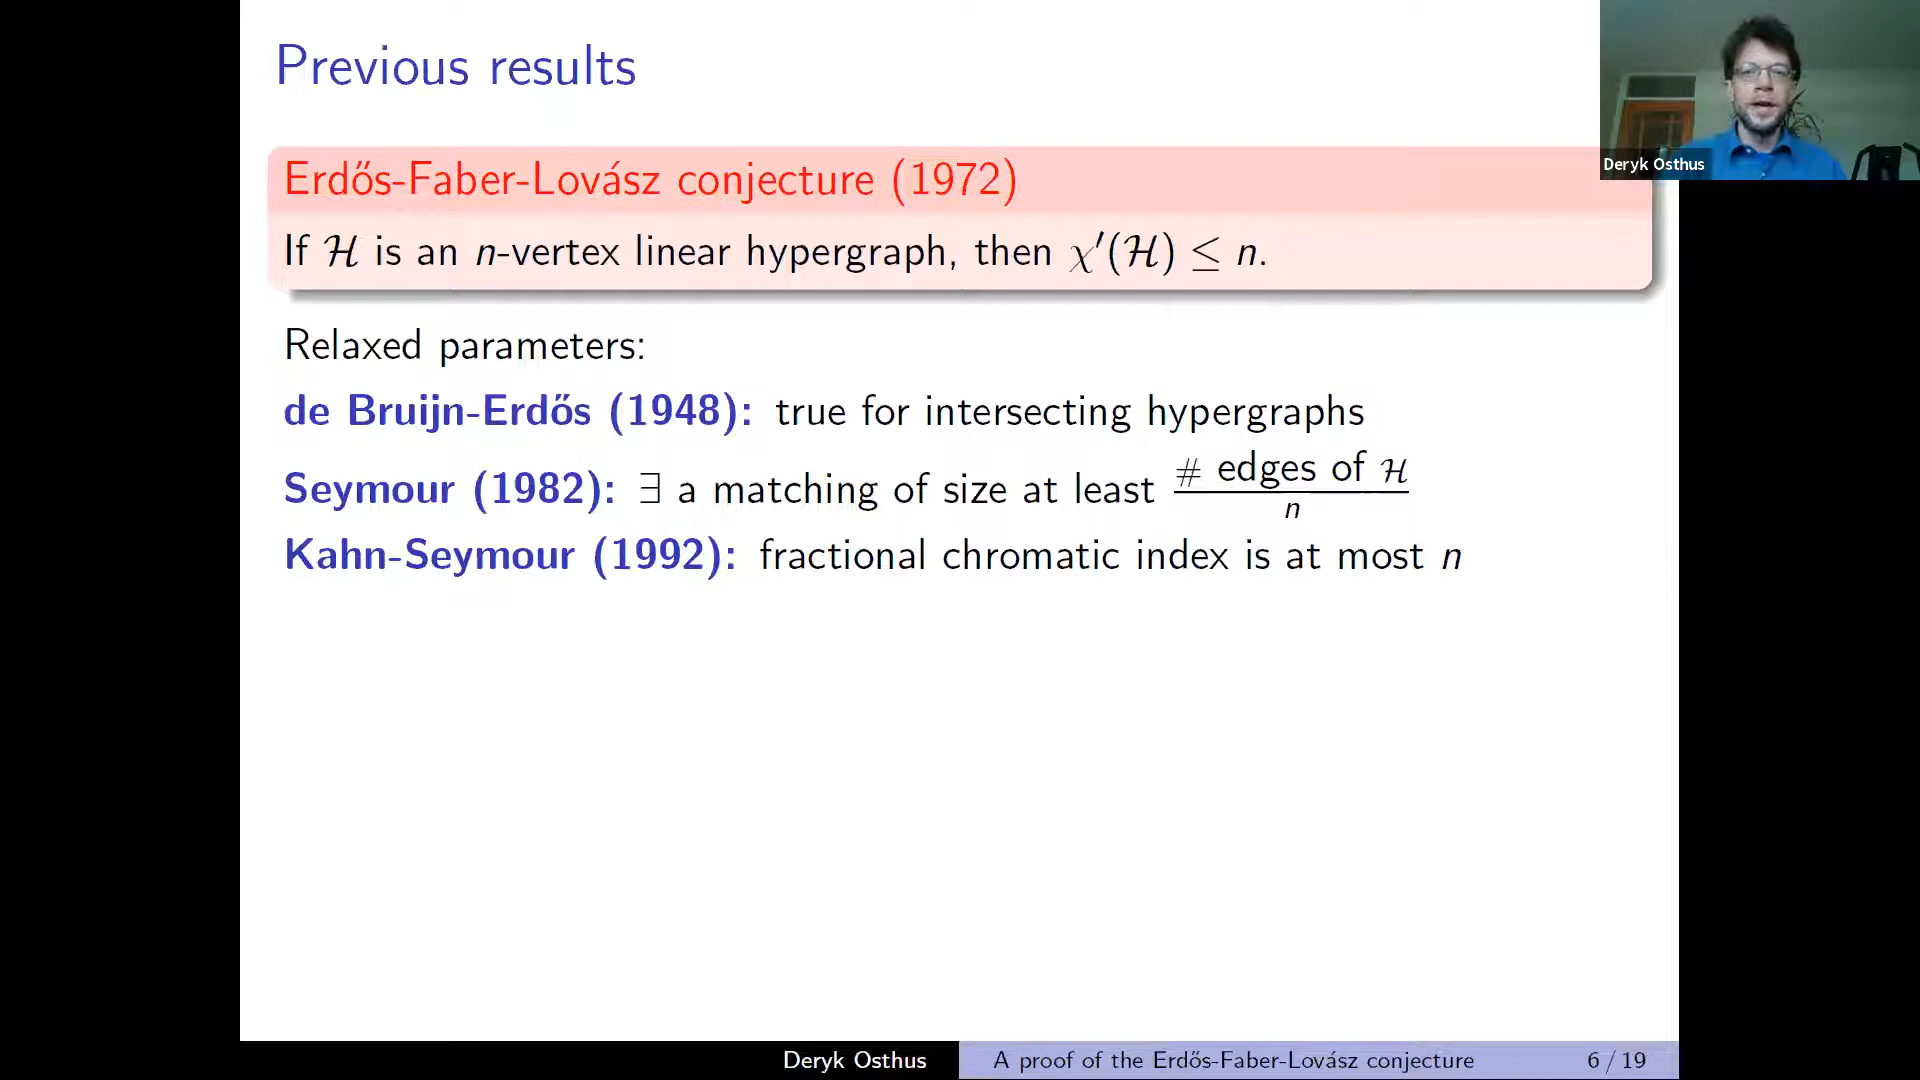 Previous results
Deryk Osthus
Erdős-Faber-Lovász conjecture (1972)
If ℋ is an n-vertex linear hypergraph, then χ′(ℋ) ≤ n.
Relaxed parameters:
de Bruijn-Erdős (1948): true for intersecting hypergraphs
Seymour (1982): ∃ a matching of size at least # edges of ℋ / n
Kahn-Seymour (1992): fractional chromatic index is at most n
Deryk Osthus A proof of the Erdős-Faber-Lovász conjecture 6 / 19